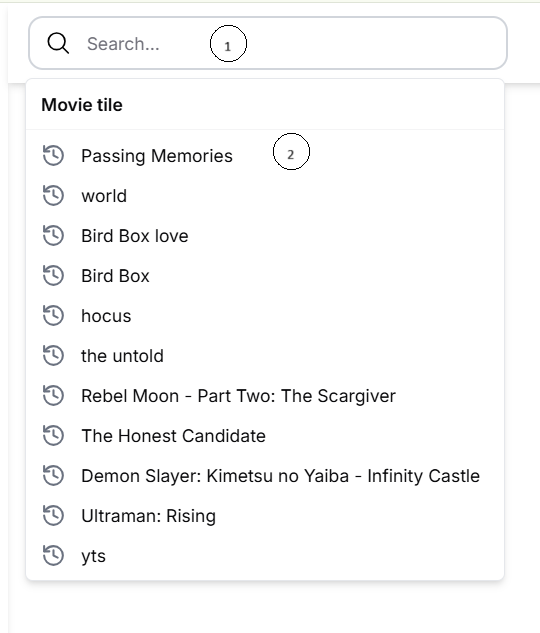 Search...
1
Movie tile
Passing Memories
2
world
Bird Box love
Bird Box
hocus
the untold
Rebel Moon - Part Two: The Scargiver
The Honest Candidate
Demon Slayer: Kimetsu no Yaiba - Infinity Castle
Ultraman: Rising
yts